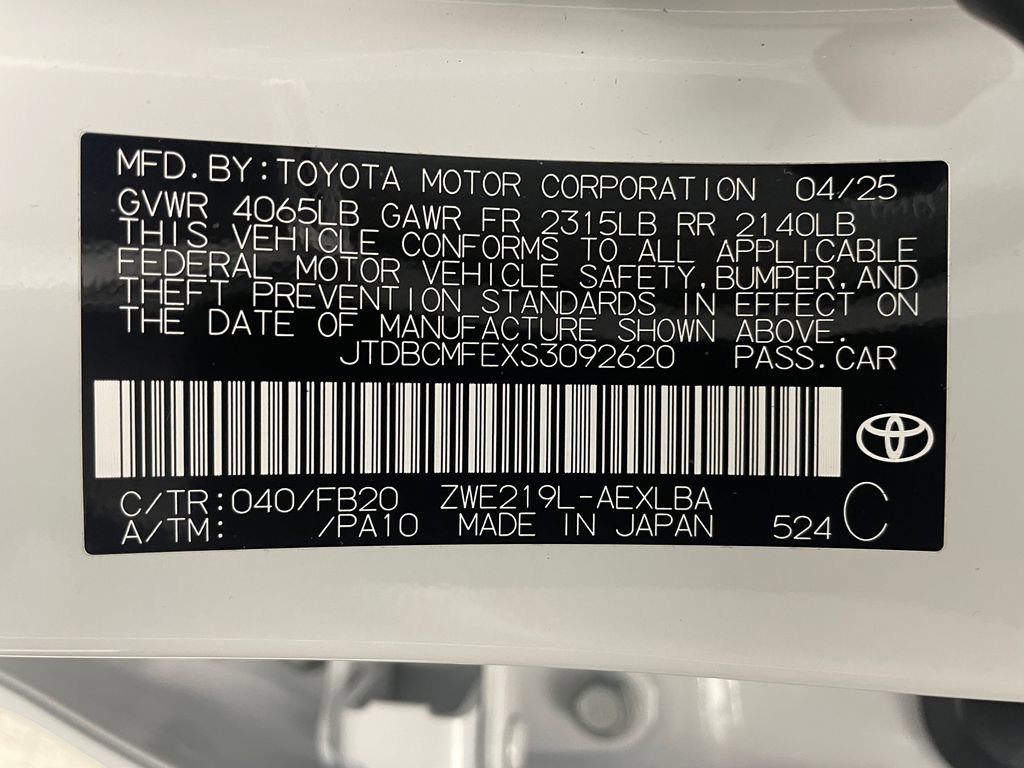 MFD. BY: TOYOTA MOTOR CORPORATION 04/25
GVWR 4065LB GAWR FR 2315LB RR 2140LB
THIS VEHICLE CONFORMS TO ALL APPLICABLE
FEDERAL MOTOR VEHICLE SAFETY, BUMPER, AND
THEFT PREVENTION STANDARDS IN EFFECT ON
THE DATE OF MANUFACTURE SHOWN ABOVE.
JTDBCMFEXS3092620 PASS. CAR
C/TR: 040/FB20 ZWE219L-AEXLBA
A/TM: /PA10 MADE IN JAPAN 524 C